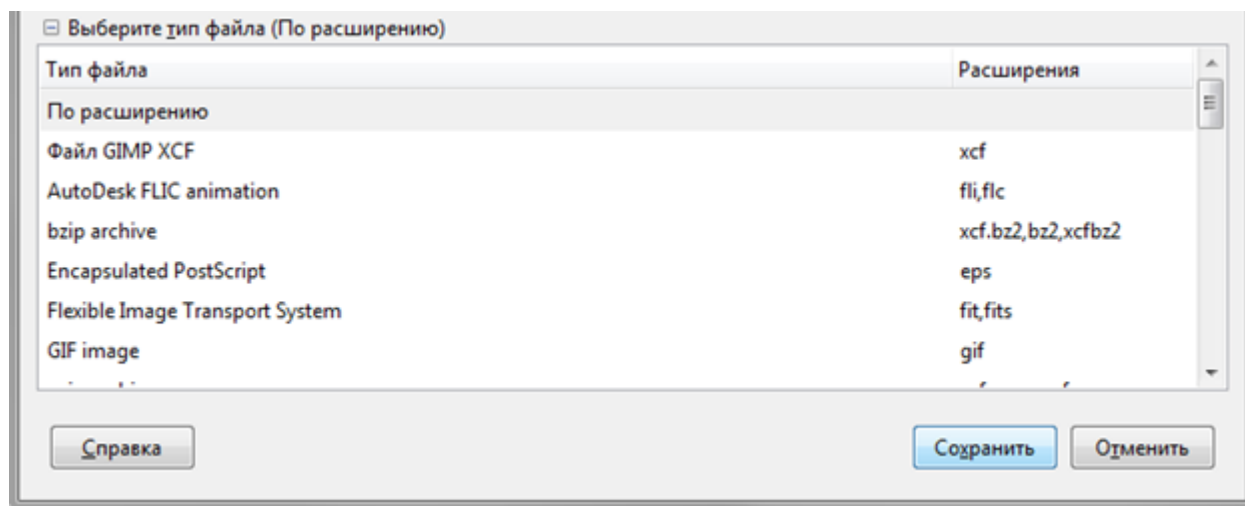 Выберите тип файла (По расширению)
Тип файла Расширения
По расширению
Файл GIMP XCF xcf
AutoDesk FLIC animation fli,flc
bzip archive xcf.bz2,bz2,xcfbz2
Encapsulated PostScript eps
Flexible Image Transport System fit,fits
GIF image gif
Справка Сохранить Отменить